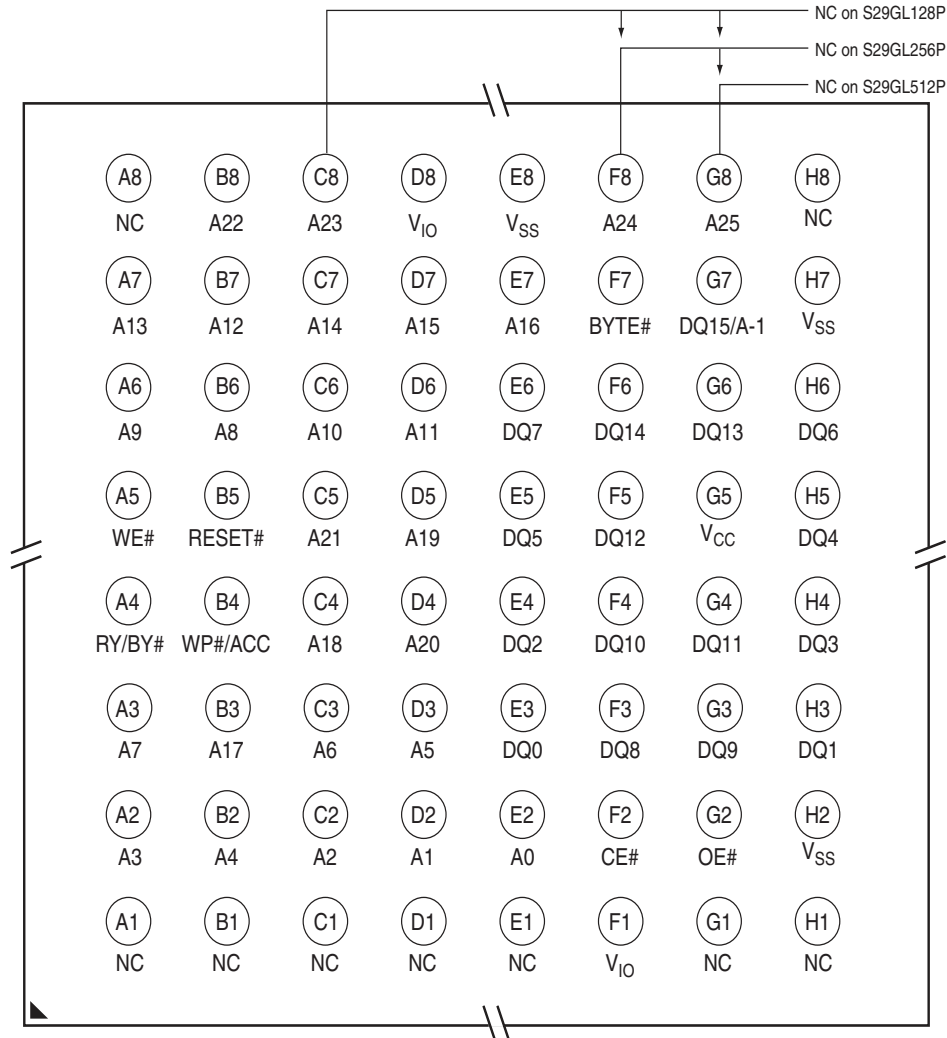 NC on S29GL128P
NC on S29GL256P
NC on S29GL512P
A8 B8 C8 D8 E8 F8 G8 H8
NC A22 A23 VIO VSS A24 A25 NC
A7 B7 C7 D7 E7 F7 G7 H7
A13 A12 A14 A15 A16 BYTE# DQ15/A-1 VSS
A6 B6 C6 D6 E6 F6 G6 H6
A9 A8 A10 A11 DQ7 DQ14 DQ13 DQ6
A5 B5 C5 D5 E5 F5 G5 H5
WE# RESET# A21 A19 DQ5 DQ12 VCC DQ4
A4 B4 C4 D4 E4 F4 G4 H4
RY/BY# WP#/ACC A18 A20 DQ2 DQ10 DQ11 DQ3
A3 B3 C3 D3 E3 F3 G3 H3
A7 A17 A6 A5 DQ0 DQ8 DQ9 DQ1
A2 B2 C2 D2 E2 F2 G2 H2
A3 A4 A2 A1 A0 CE# OE# VSS
A1 B1 C1 D1 E1 F1 G1 H1
NC NC NC NC NC VIO NC NC